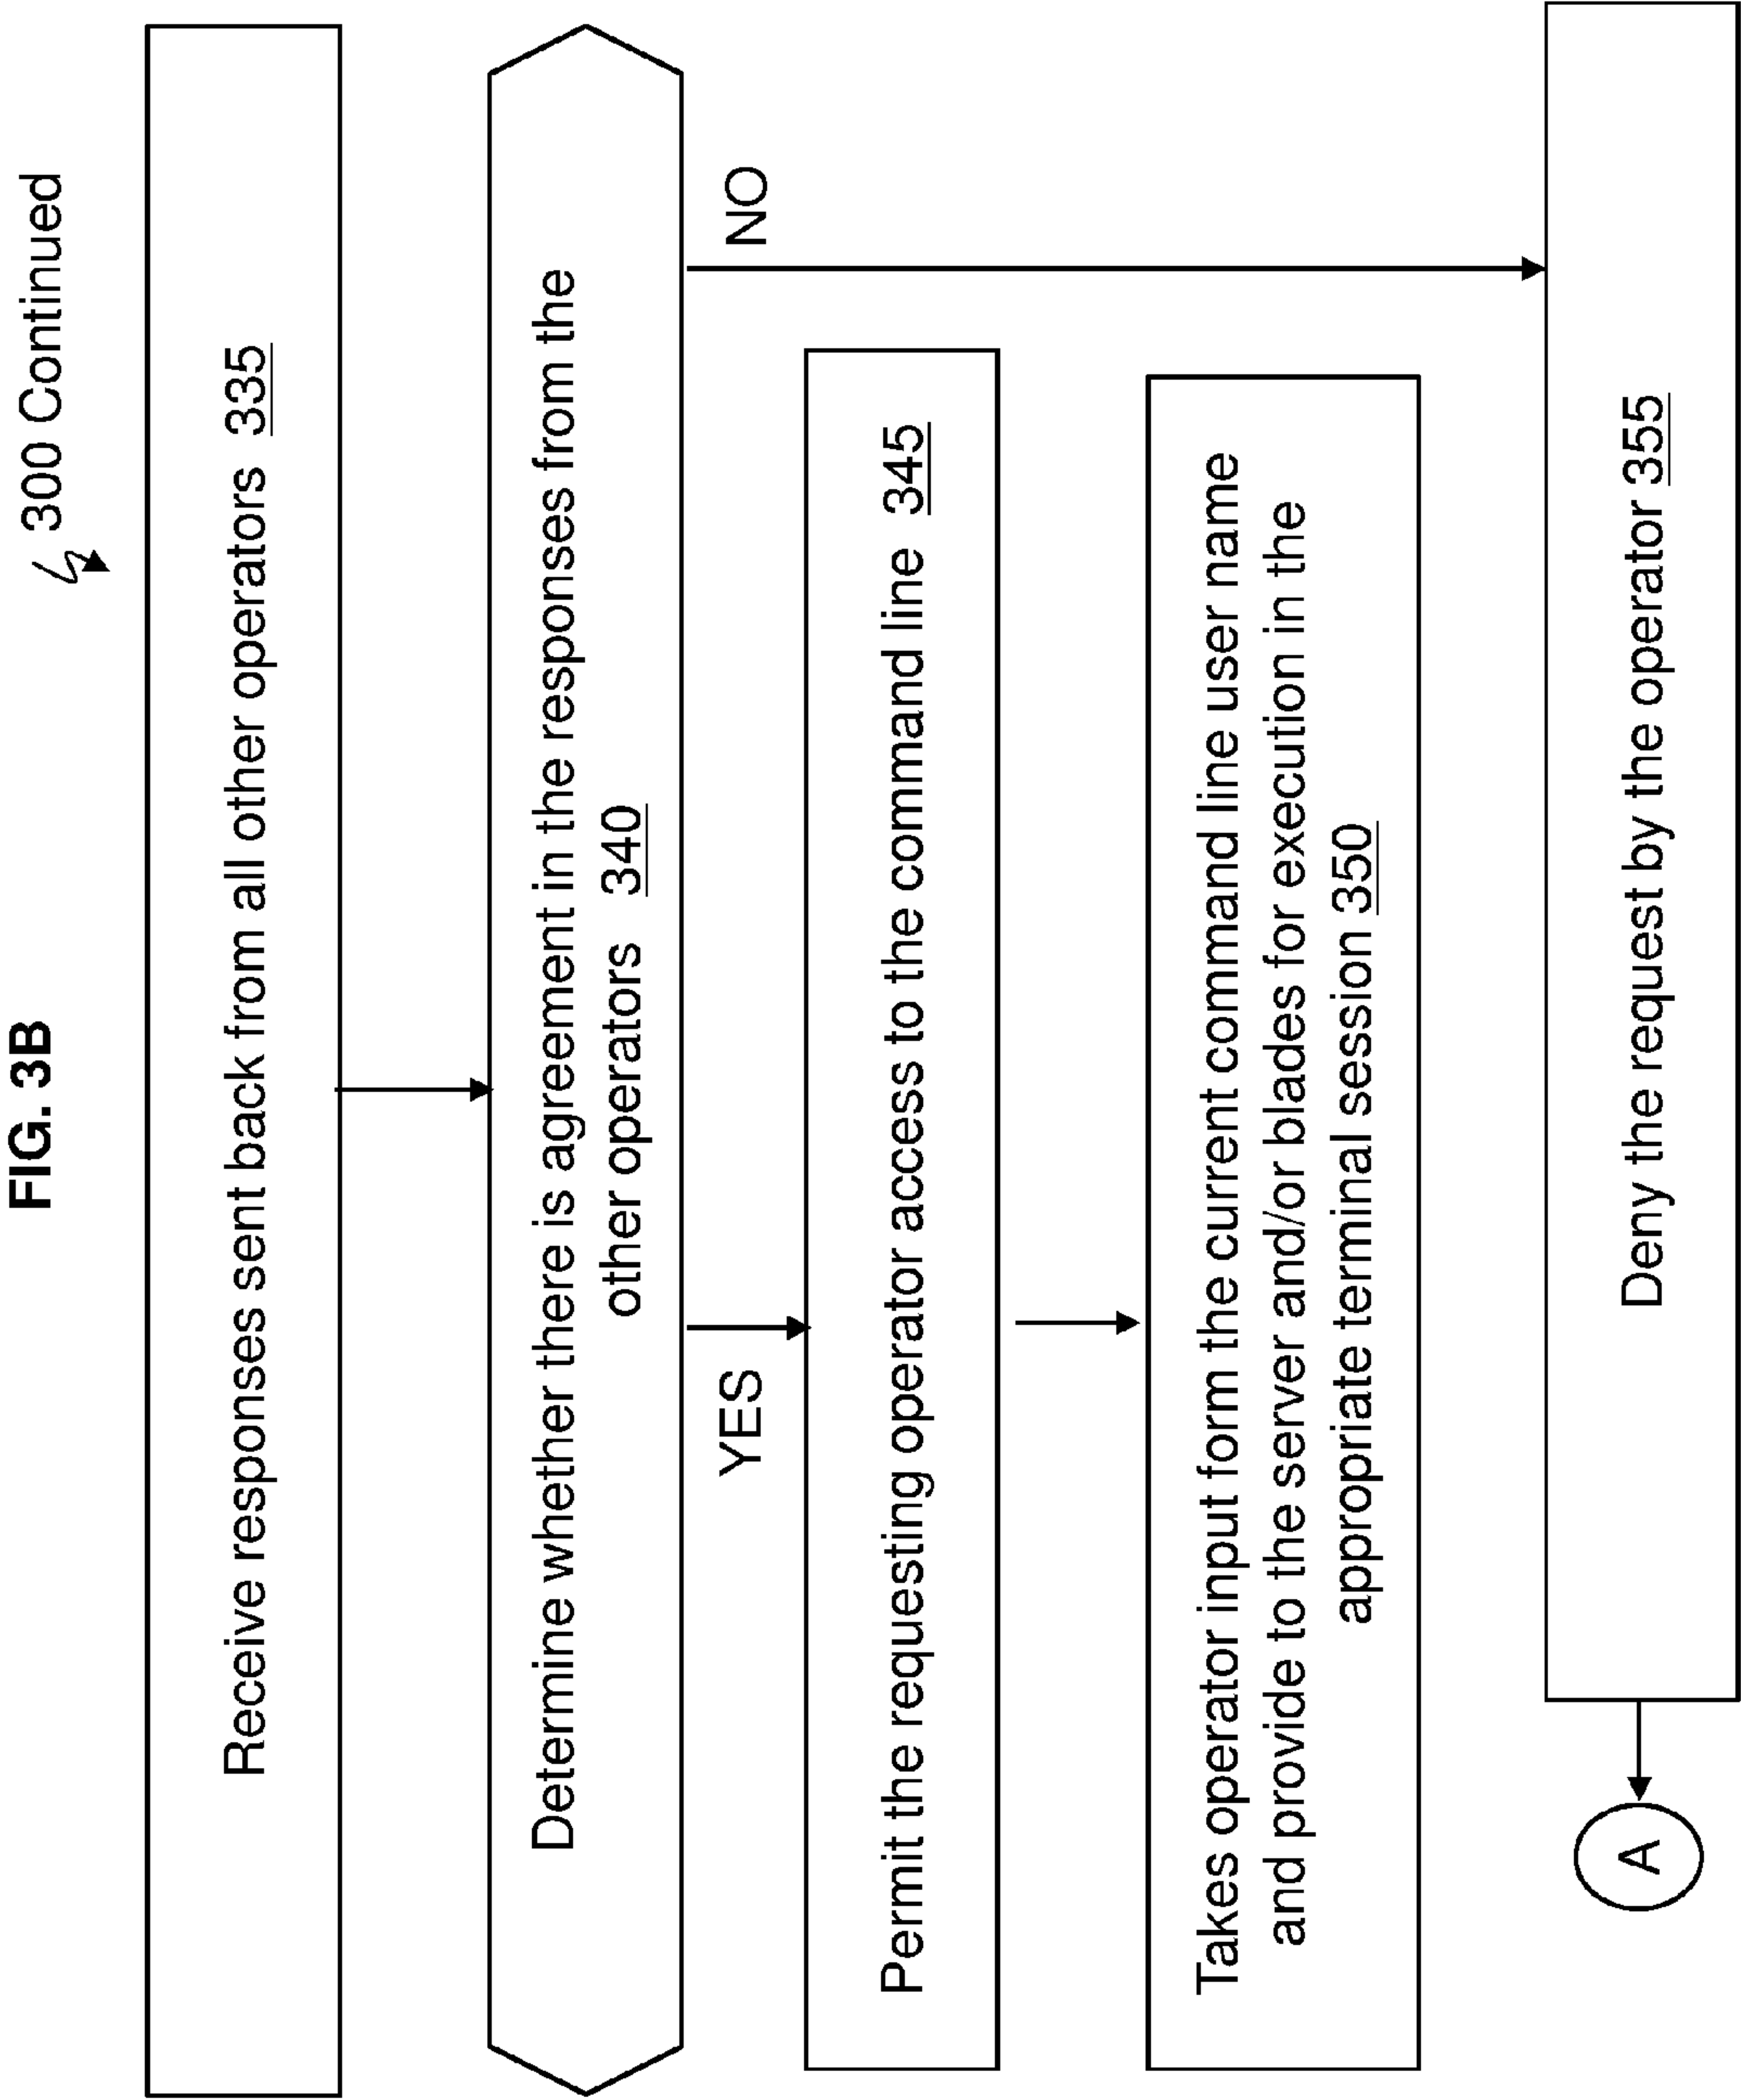 FIG. 3B
300 Continued
Receive responses sent back from all other operators 335
Determine whether there is agreement in the responses from the
other operators 340
YES
NO
Permit the requesting operator access to the command line 345
Takes operator input form the current command line user name
and provide to the server and/or blades for execution in the
appropriate terminal session 350
Deny the request by the operator 355
A